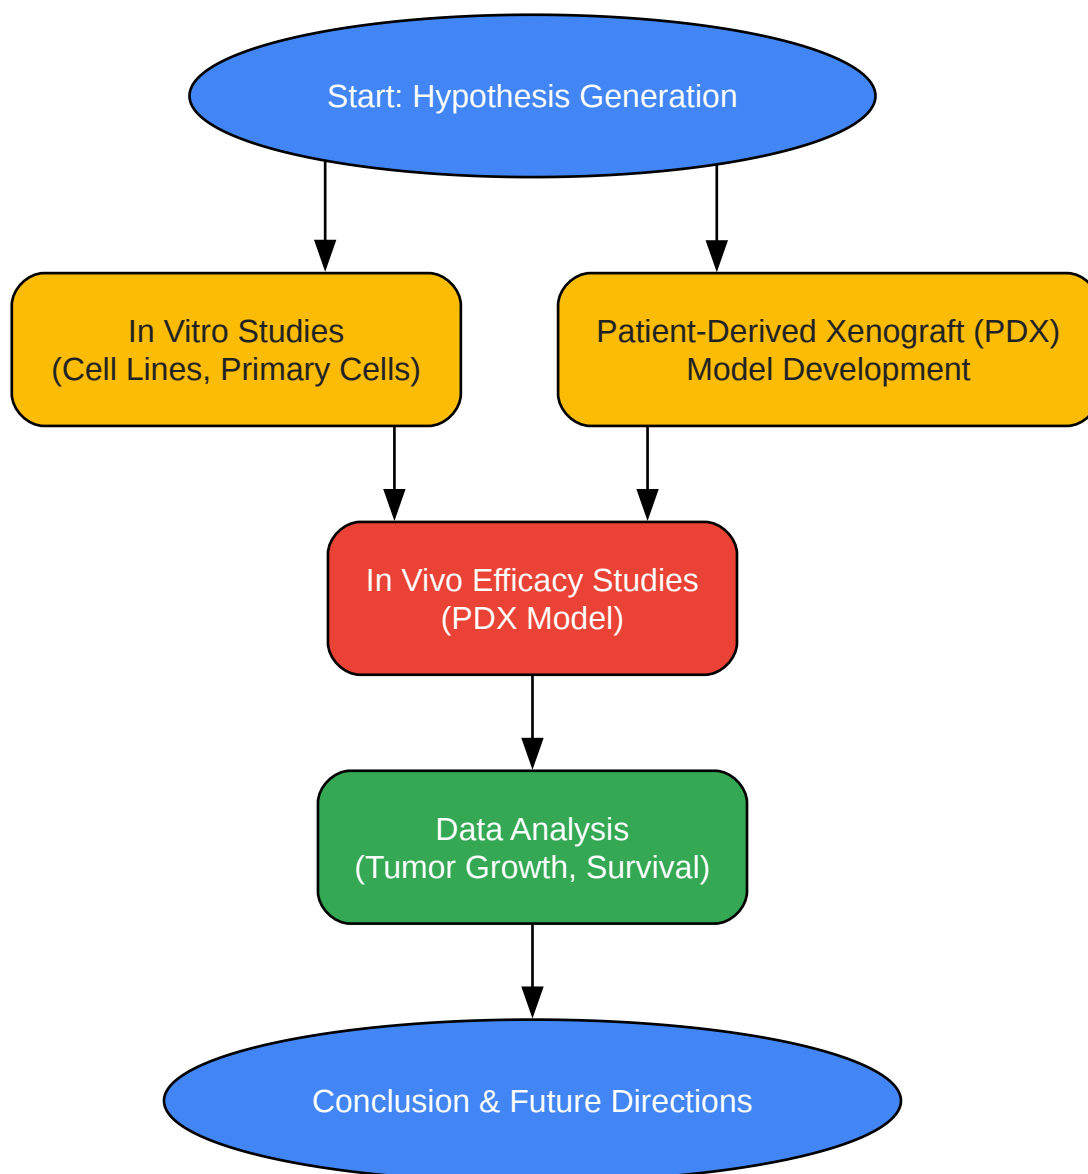 Start: Hypothesis Generation
In Vitro Studies
(Cell Lines, Primary Cells)
Patient-Derived Xenograft (PDX)
Model Development
In Vivo Efficacy Studies
(PDX Model)
Data Analysis
(Tumor Growth, Survival)
Conclusion & Future Directions